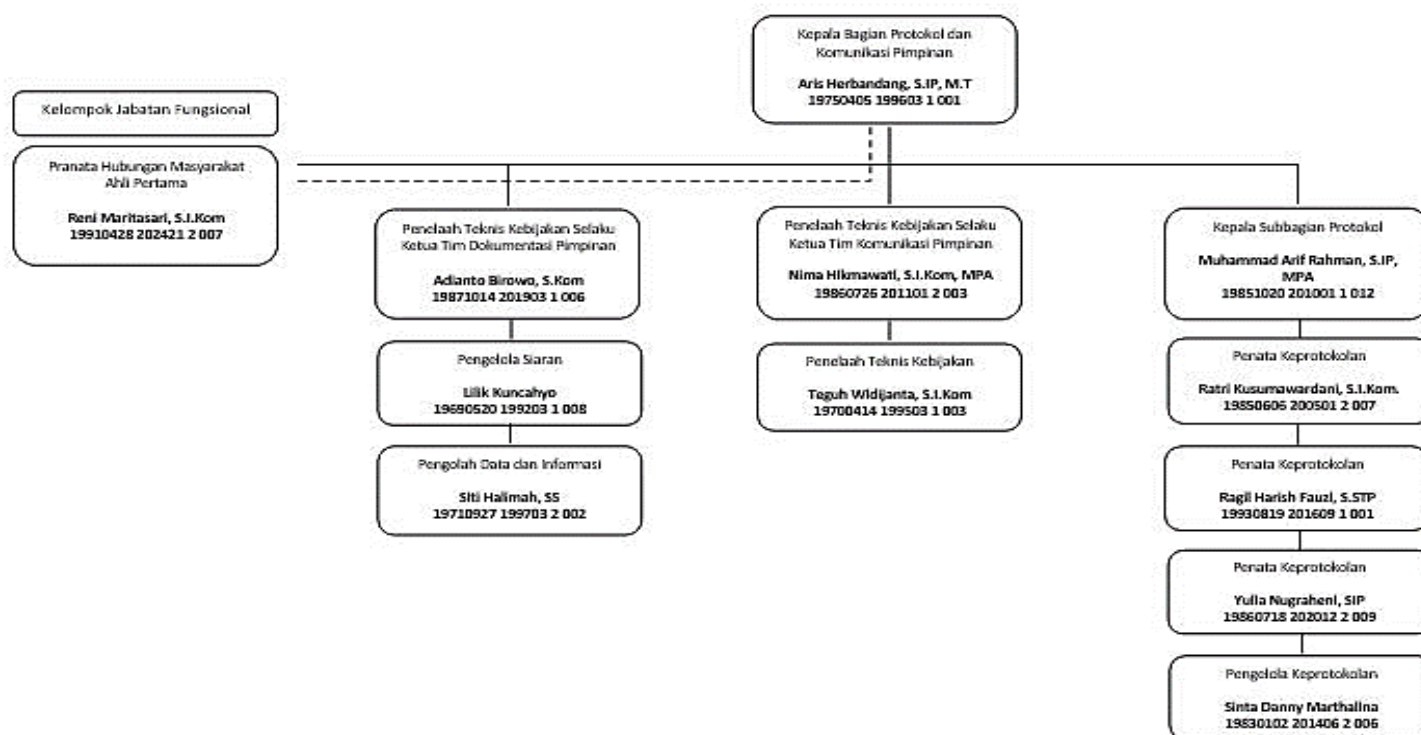 Kepala Bagian Protokol dan
Komunikasi Pimpinan
Aris Herbandang, S.IP, M.T
19750405 199603 1 001
Kelompok Jabatan Fungsional
Pranata Hubungan Masyarakat
Ahli Pertama
Reni Maritasari, S.I.Kom
19910428 202421 2 007
Penelaah Teknis Kebijakan Selaku
Ketua Tim Dokumentasi Pimpinan
Adianto Birowo, S.Kom
19871014 201903 1 006
Pengelola Siaran
Lilik Kuncahyo
19690520 199203 1 008
Pengolah Data dan Informasi
Siti Halimah, SS
19710927 199703 2 002
Penelaah Teknis Kebijakan Selaku
Ketua Tim Komunikasi Pimpinan
Nima Hikmawati, S.I.Kom, MPA
19860726 201101 2 003
Penelaah Teknis Kebijakan
Teguh Widijanta, S.I.Kom
19700414 199503 1 003
Kepala Subbagian Protokol
Muhammad Arif Rahman, S.IP,
MPA
19851020 201001 1 012
Penata Keprotokolan
Ratri Kusumawardani, S.I.Kom.
19850606 200501 2 007
Penata Keprotokolan
Ragil Harish Fauzi, S.STP
19930819 201609 1 001
Penata Keprotokolan
Yulia Nugraheni, SIP
19860718 202012 2 009
Pengelola Keprotokolan
Sinta Danny Marthalina
19830102 201406 2 006